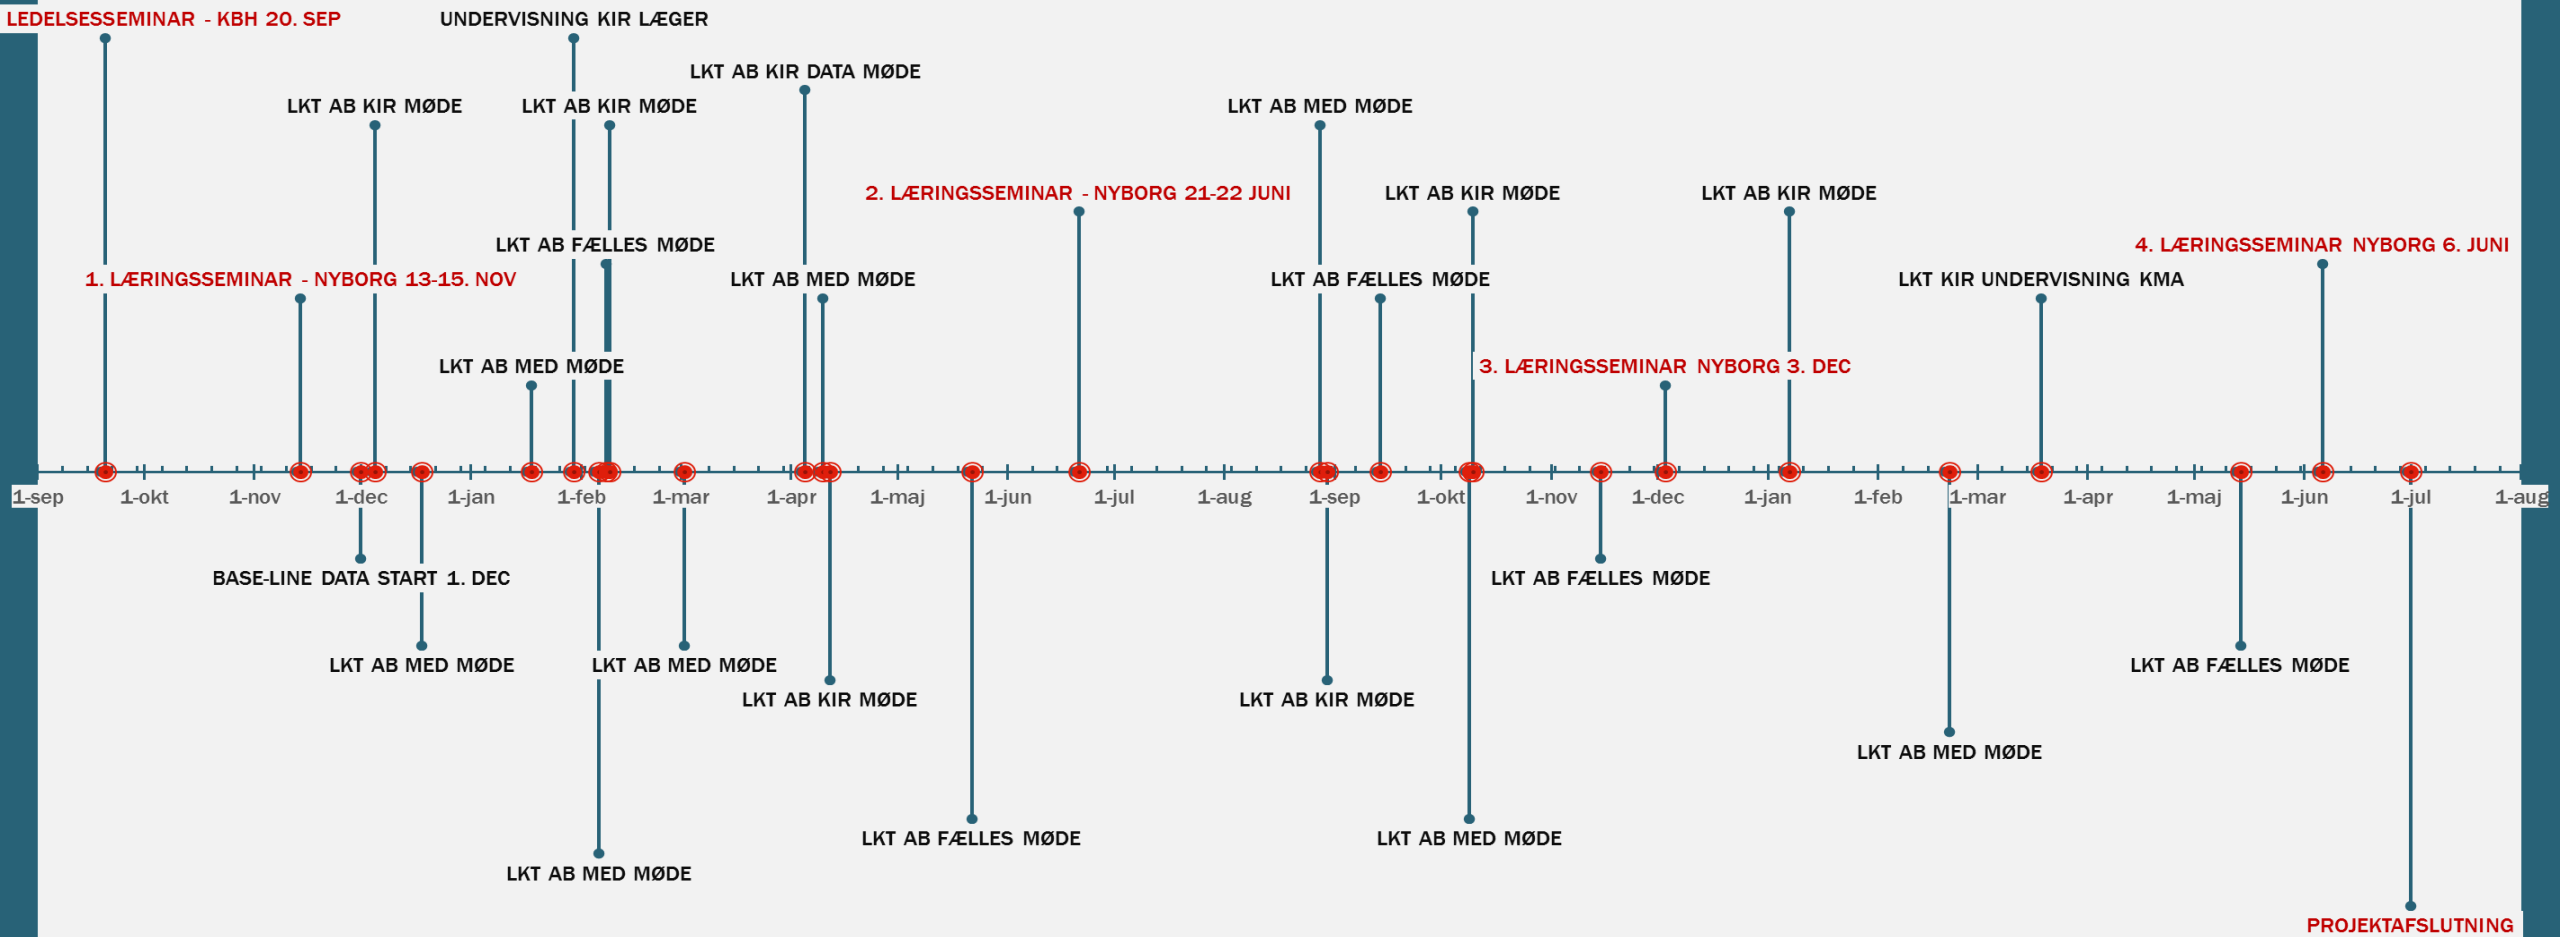 LEDELSESSEMINAR - KBH 20. SEP
UNDERVISNING KIR LÆGER
LKT AB KIR DATA MØDE
LKT AB KIR MØDE
LKT AB KIR MØDE
LKT AB MED MØDE
2. LÆRINGSSEMINAR - NYBORG 21-22 JUNI
LKT AB KIR MØDE
LKT AB KIR MØDE
LKT AB FÆLLES MØDE
4. LÆRINGSSEMINAR NYBORG 6. JUNI
1. LÆRINGSSEMINAR - NYBORG 13-15. NOV
LKT AB MED MØDE
LKT AB FÆLLES MØDE
LKT KIR UNDERVISNING KMA
LKT AB MED MØDE
3. LÆRINGSSEMINAR NYBORG 3. DEC
1-sep 1-okt 1-nov 1-dec 1-jan 1-feb 1-mar 1-apr 1-maj 1-jun 1-jul 1-aug 1-sep 1-okt 1-nov 1-dec 1-jan 1-feb 1-mar 1-apr 1-maj 1-jun 1-jul 1-aug
BASE-LINE DATA START 1. DEC
LKT AB FÆLLES MØDE
LKT AB MED MØDE
LKT AB MED MØDE
LKT AB FÆLLES MØDE
LKT AB KIR MØDE
LKT AB KIR MØDE
LKT AB MED MØDE
LKT AB FÆLLES MØDE
LKT AB MED MØDE
LKT AB MED MØDE
PROJEKTAFSLUTNING